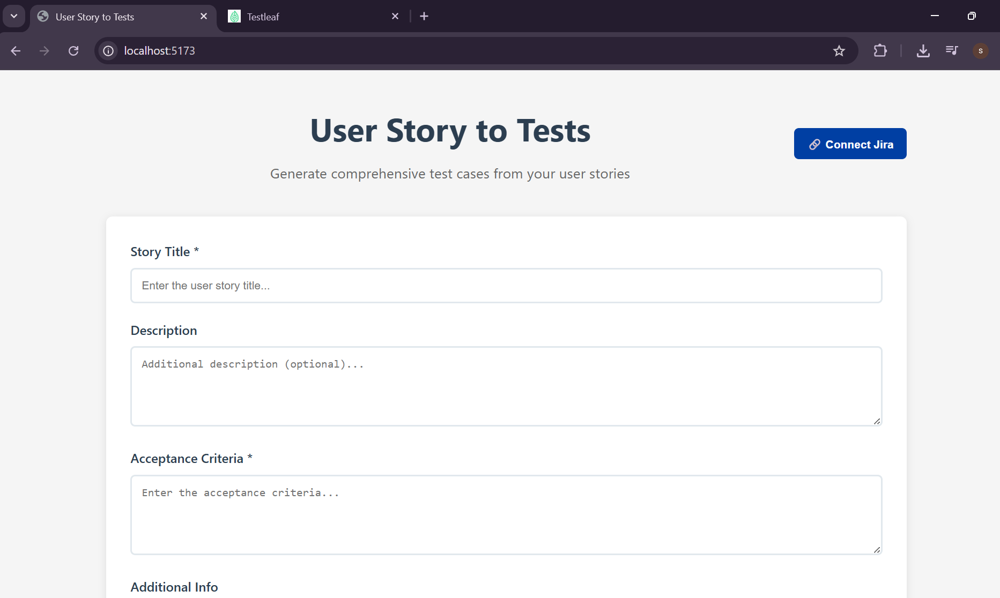 User Story to Tests
Testleaf
localhost:5173
S
User Story to Tests
Connect Jira
Generate comprehensive test cases from your user stories
Story Title *
Enter the user story title...
Description
Additional description (optional)...
Acceptance Criteria *
Enter the acceptance criteria...
Additional Info